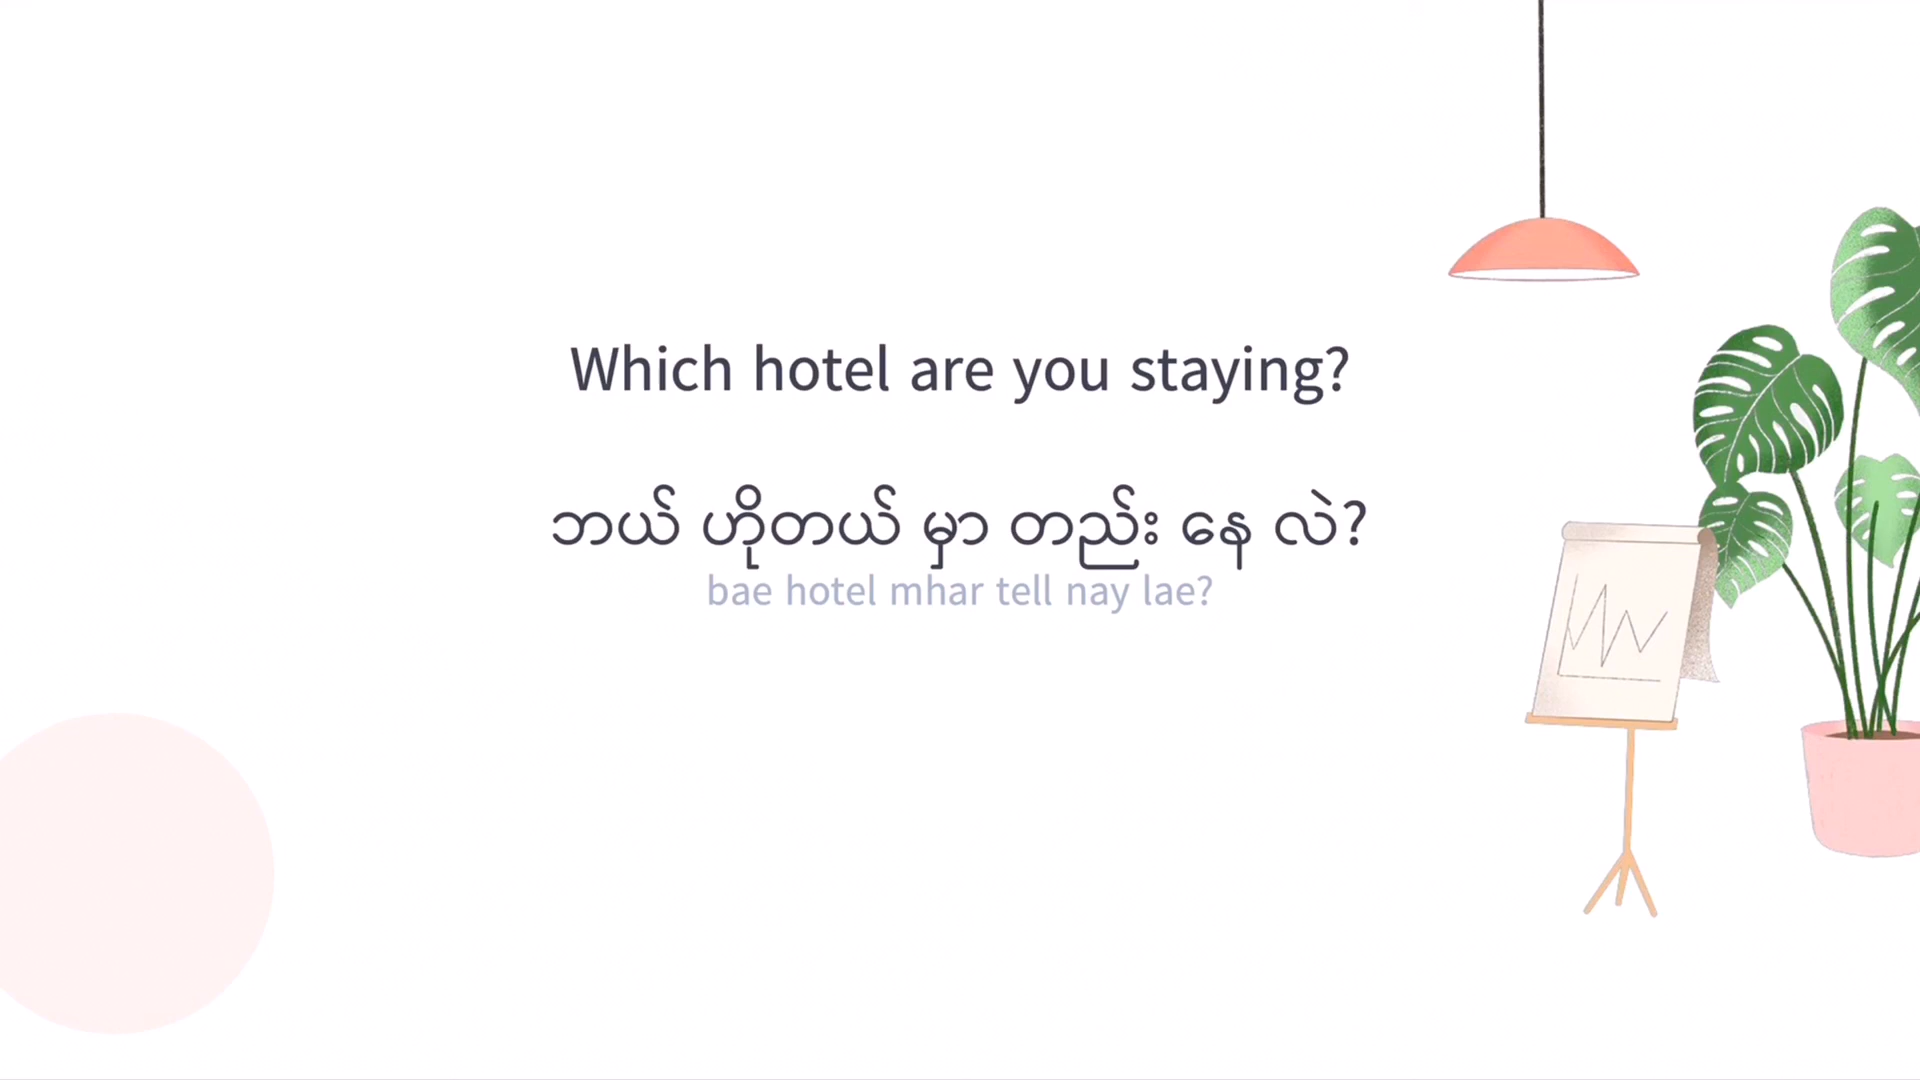 Which hotel are you staying?
ဘယ် ဟိုတယ် မှာ တည်း နေ လဲ?
bae hotel mhar tell nay lae?